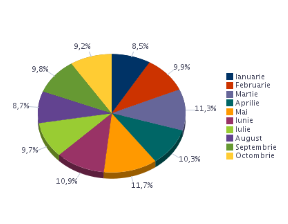 9,2%
8,5%
9,8%
9,9%
8,7%
11,3%
9,7%
10,3%
10,9%
11,7%
Ianuarie
Februarie
Martie
Aprilie
Mai
Iunie
Iulie
August
Septembrie
Octombrie